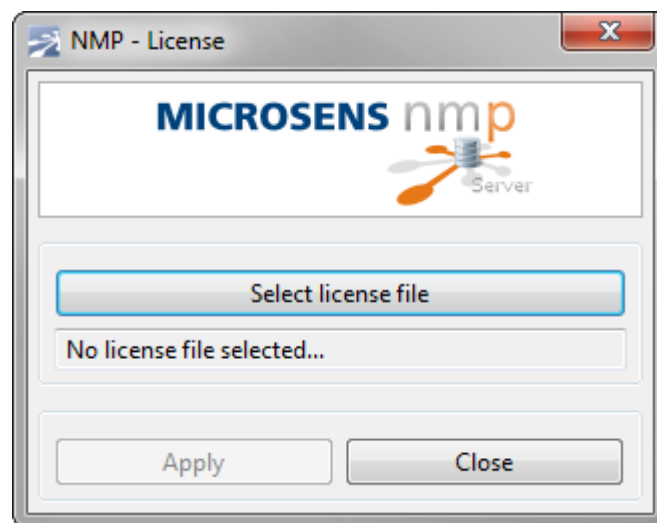 NMP - License
MICROSENS nmp
Server
Select license file
No license file selected...
Apply
Close